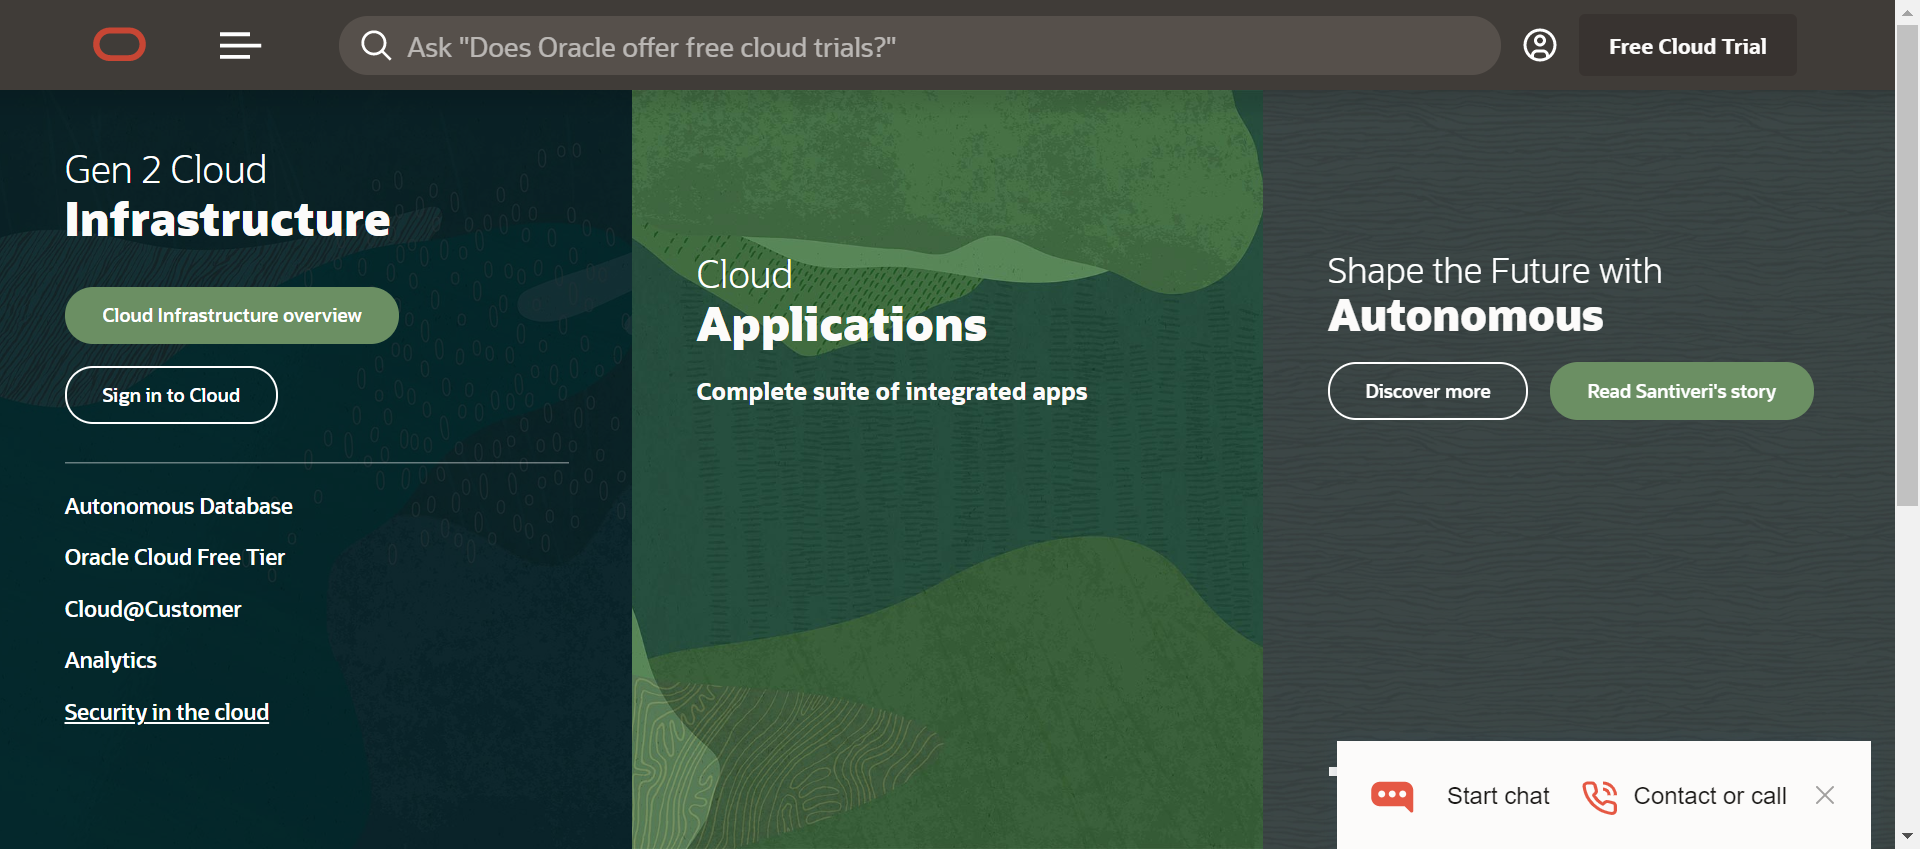 Ask "Does Oracle offer free cloud trials?"
Free Cloud Trial
Gen 2 Cloud
Infrastructure
Cloud Infrastructure overview
Sign in to Cloud
Autonomous Database
Oracle Cloud Free Tier
Cloud@Customer
Analytics
Security in the cloud
Cloud
Applications
Complete suite of integrated apps
Shape the Future with
Autonomous
Discover more
Read Santiveri's story
Start chat
Contact or call